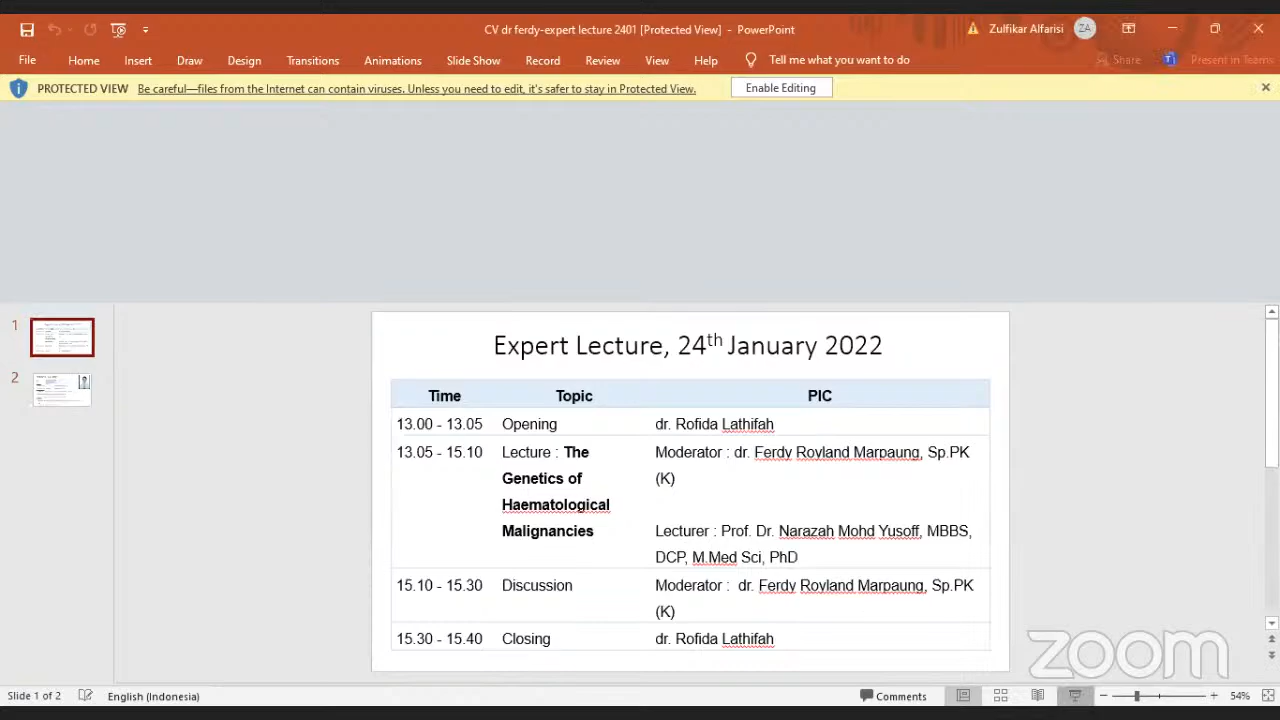 CV dr ferdy-expert lecture 2401 [Protected View] - PowerPoint
Zulfikar Alfarisi
ZA
File Home Insert Draw Design Transitions Animations Slide Show Record Review View Help Tell me what you want to do Share Present in Teams
PROTECTED VIEW Be careful—files from the Internet can contain viruses. Unless you need to edit, it's safer to stay in Protected View. Enable Editing
1
2
Expert Lecture, 24th January 2022
Time Topic PIC
13.00 - 13.05 Opening dr. Rofida Lathifah
13.05 - 15.10 Lecture : The Moderator : dr. Ferdy Royland Marpaung, Sp.PK
Genetics of (K)
Haematological
Malignancies Lecturer : Prof. Dr. Narazah Mohd Yusoff, MBBS,
DCP, M.Med Sci, PhD
15.10 - 15.30 Discussion Moderator : dr. Ferdy Royland Marpaung, Sp.PK
(K)
15.30 - 15.40 Closing dr. Rofida Lathifah
zoom
Slide 1 of 2 English (Indonesia) Comments 54%